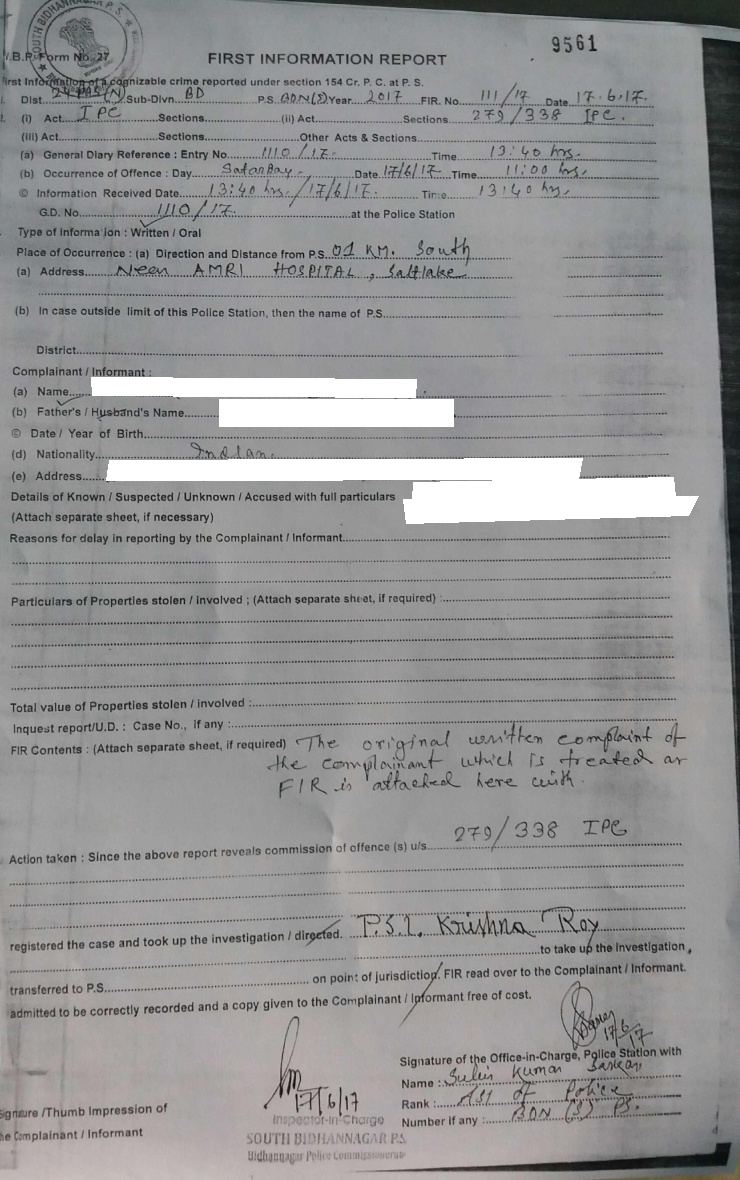 SOUTH BIDHANNAGAR P. S.
9561
W.B.P. Form No. 27
FIRST INFORMATION REPORT
First Information of a cognizable crime reported under section 154 Cr. P. C. at P. S.
Dist. 24 PGS (N) Sub-Divn. BD P.S. BDN(S) Year 2017 FIR. No. 111/17 Date 17.6.17.
(i) Act IPC Sections (ii) Act Sections 279/338 IPC.
(iii) Act Sections Other Acts & Sections
(a) General Diary Reference : Entry No. 1110/17. Time 13:40 hrs.
(b) Occurrence of Offence : Day Saturday Date 17/6/17 Time 11:00 hrs.
© Information Received Date 13:40 hrs./17/6/17. Time 13:40 hrs,
G.D. No. 1110/17. at the Police Station
Type of Information : Written / Oral
Place of Occurrence : (a) Direction and Distance from P.S. 01 KM. South
(a) Address Near AMRI HOSPITAL, Saltlake
(b) In case outside limit of this Police Station, then the name of P.S.
District
Complainant / Informant :
(a) Name
(b) Father's / Husband's Name
© Date / Year of Birth
(d) Nationality Indian.
(e) Address
Details of Known / Suspected / Unknown / Accused with full particulars
(Attach separate sheet, if necessary)
Reasons for delay in reporting by the Complainant / Informant
Particulars of Properties stolen / involved ; (Attach separate sheet, if required) :
Total value of Properties stolen / involved :
Inquest report/U.D. : Case No., if any :
FIR Contents : (Attach separate sheet, if required) The original written complaint of
the complainant which is treated as
FIR is attached here with.
Action taken : Since the above report reveals commission of offence (s) u/s. 279/338 IPC
registered the case and took up the investigation / directed. P.S.I. Krishna Roy
to take up the Investigation,
transferred to P.S. on point of jurisdiction. FIR read over to the Complainant / Informant.
admitted to be correctly recorded and a copy given to the Complainant / Informant free of cost.
17/6/17
Signature of the Office-in-Charge, Police Station with
Name : Kumar Sarkar
17/6/17
Rank : ASI of Police
Signature /Thumb Impression of
Inspector-In-Charge
Number if any : BDN (S) PS.
the Complainant / Informant
SOUTH BIDHANNAGAR P.S.
Bidhannagar Police Commissionerate